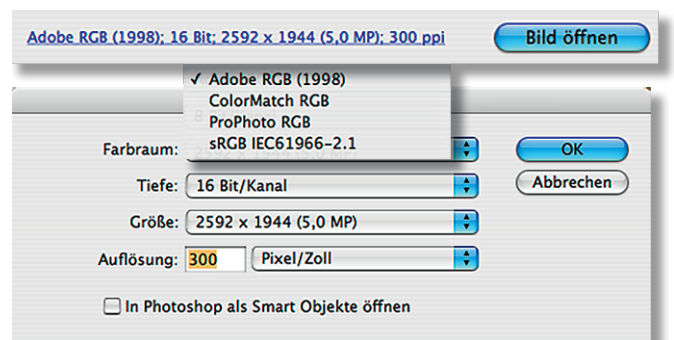 Adobe RGB (1998); 16 Bit; 2592 x 1944 (5,0 MP); 300 ppi
Bild öffnen
✓ Adobe RGB (1998)
ColorMatch RGB
ProPhoto RGB
sRGB IEC61966-2.1
Farbraum:
OK
Tiefe: 16 Bit/Kanal
Abbrechen
Größe: 2592 x 1944 (5,0 MP)
Auflösung: 300 Pixel/Zoll
In Photoshop als Smart Objekte öffnen